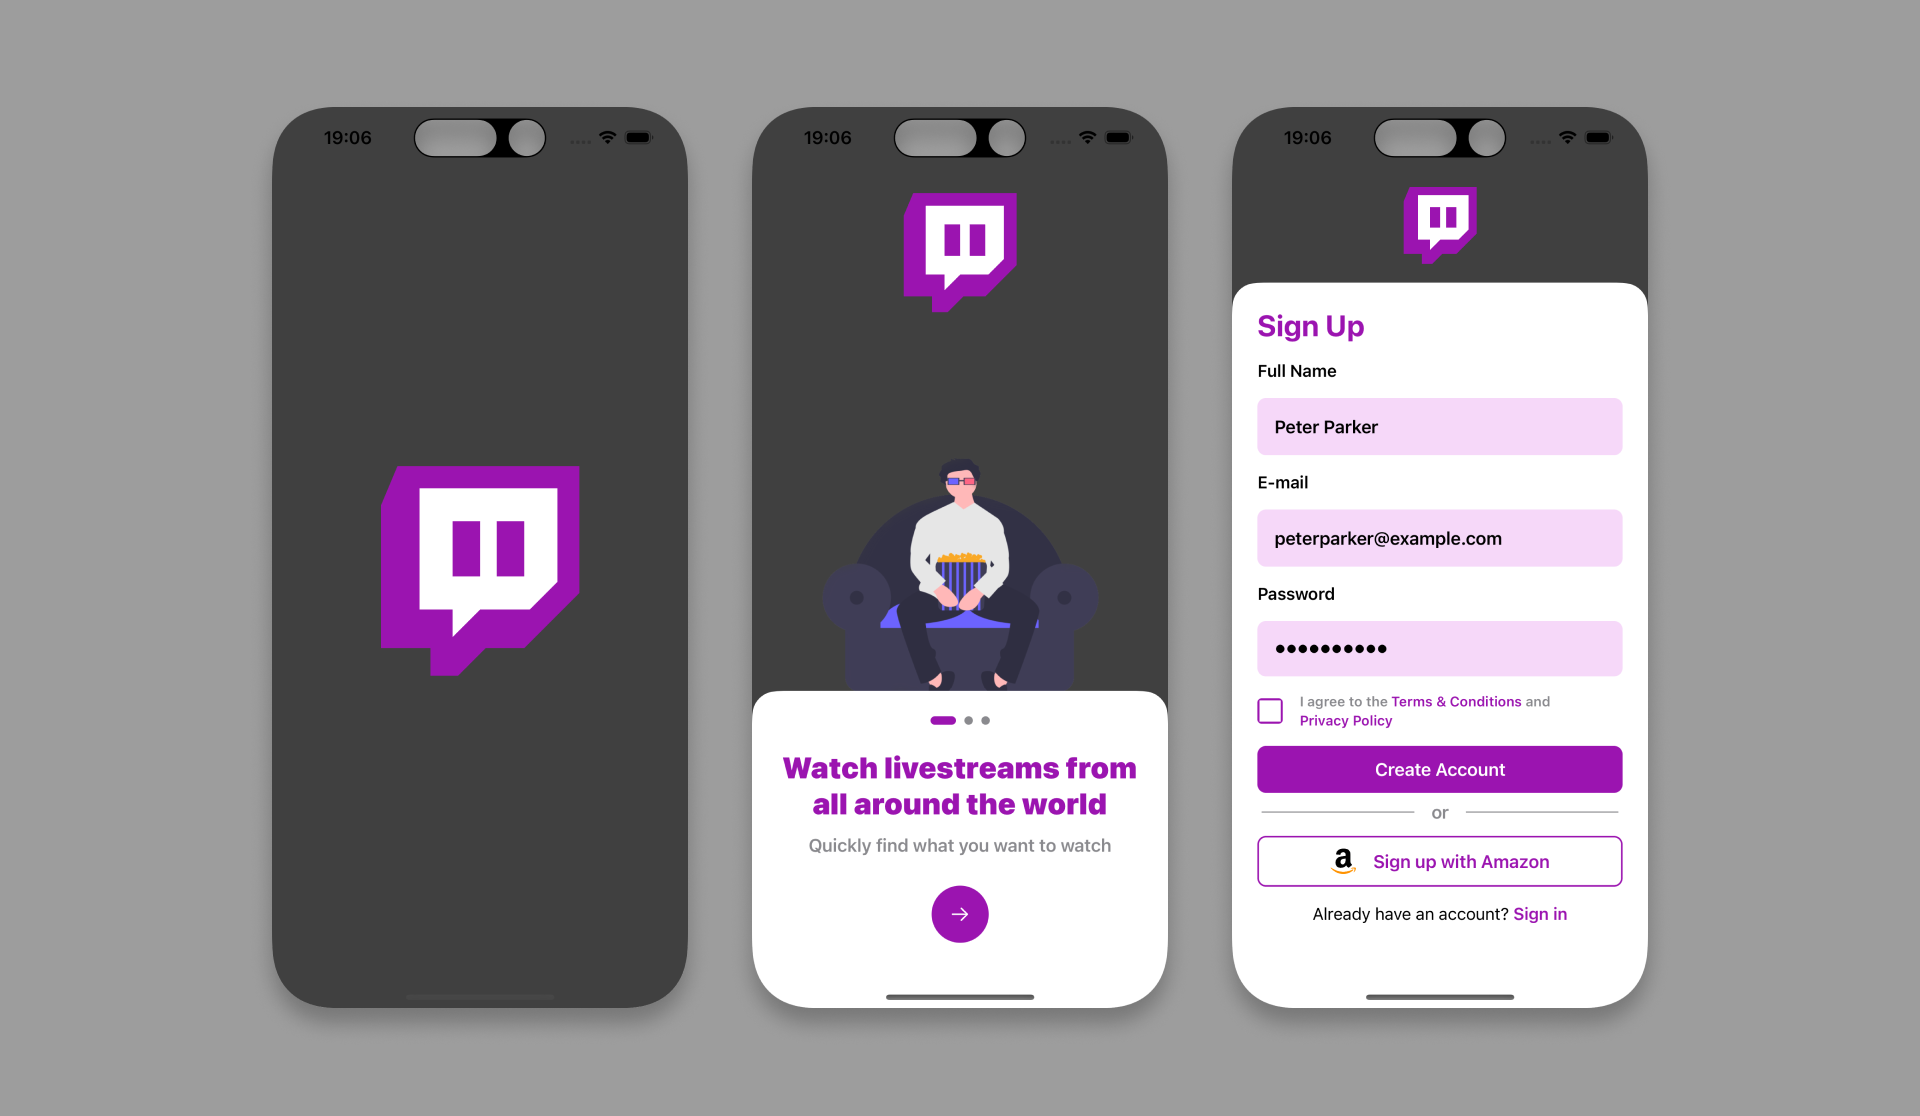 19:06
19:06
Watch livestreams from
all around the world
Quickly find what you want to watch
19:06
Sign Up
Full Name
Peter Parker
E-mail
peterparker@example.com
Password
I agree to the Terms & Conditions and
Privacy Policy
Create Account
or
a Sign up with Amazon
Already have an account? Sign in